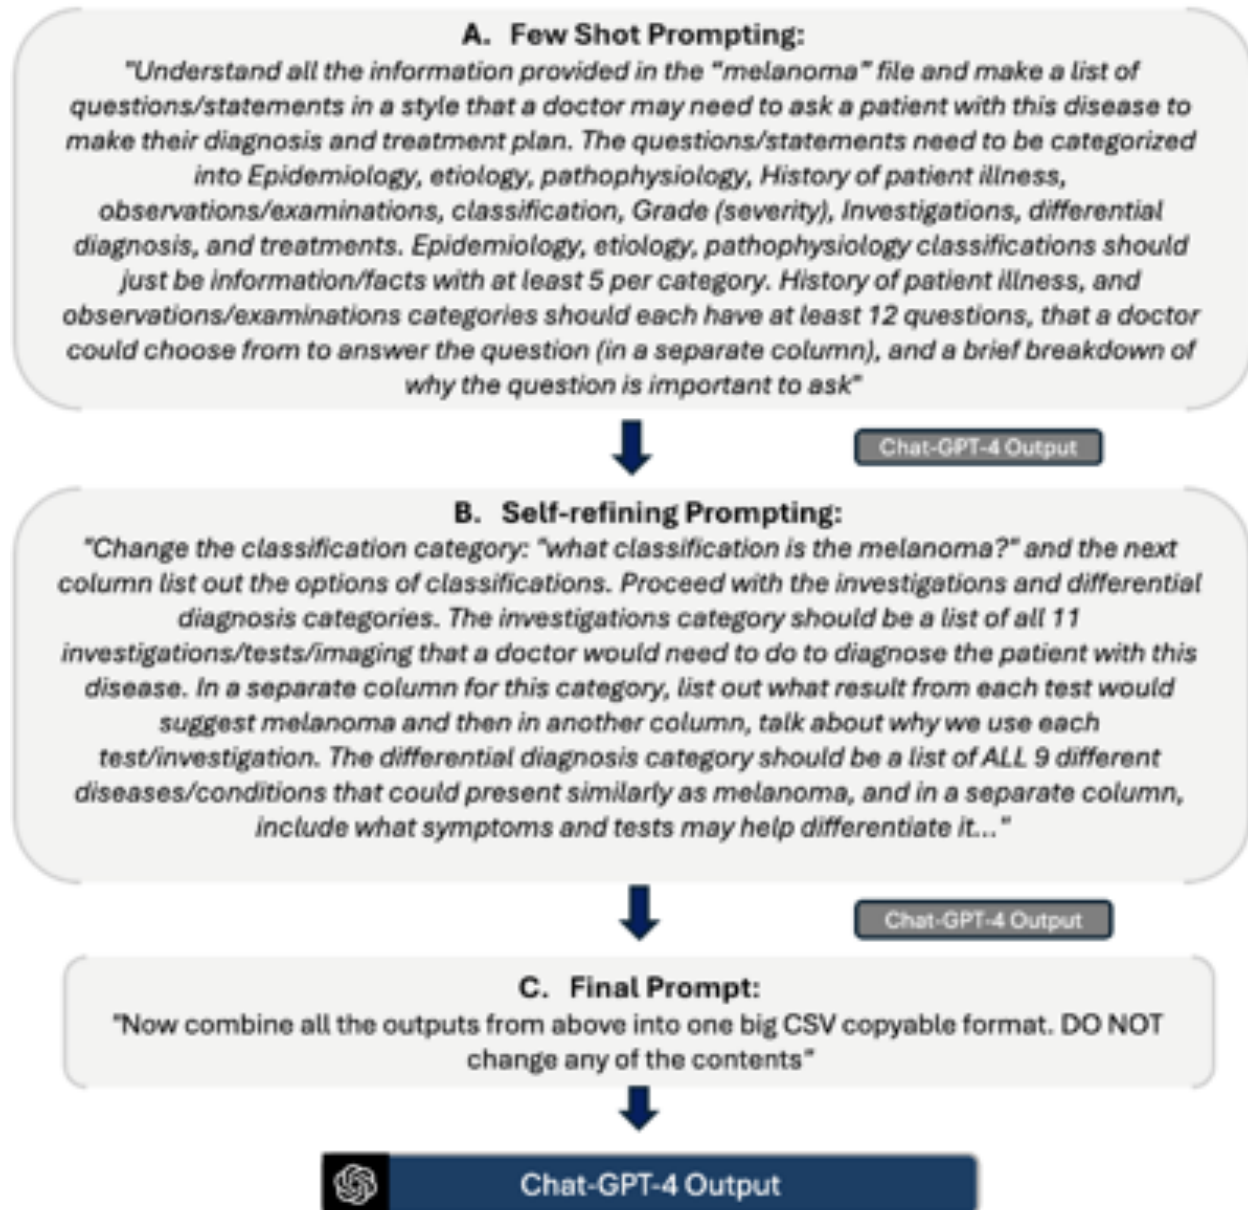 A. Few Shot Prompting:
"Understand all the information provided in the “melanoma” file and make a list of
questions/statements in a style that a doctor may need to ask a patient with this disease to
make their diagnosis and treatment plan. The questions/statements need to be categorized
into Epidemiology, etiology, pathophysiology, History of patient illness,
observations/examinations, classification, Grade (severity), Investigations, differential
diagnosis, and treatments. Epidemiology, etiology, pathophysiology classifications should
just be information/facts with at least 5 per category. History of patient illness, and
observations/examinations categories should each have at least 12 questions, that a doctor
could choose from to answer the question (in a separate column), and a brief breakdown of
why the question is important to ask"
Chat-GPT-4 Output
B. Self-refining Prompting:
"Change the classification category: "what classification is the melanoma?" and the next
column list out the options of classifications. Proceed with the investigations and differential
diagnosis categories. The investigations category should be a list of all 11
investigations/tests/imaging that a doctor would need to do to diagnose the patient with this
disease. In a separate column for this category, list out what result from each test would
suggest melanoma and then in another column, talk about why we use each
test/investigation. The differential diagnosis category should be a list of ALL 9 different
diseases/conditions that could present similarly as melanoma, and in a separate column,
include what symptoms and tests may help differentiate it..."
Chat-GPT-4 Output
C. Final Prompt:
"Now combine all the outputs from above into one big CSV copyable format. DO NOT
change any of the contents"
Chat-GPT-4 Output